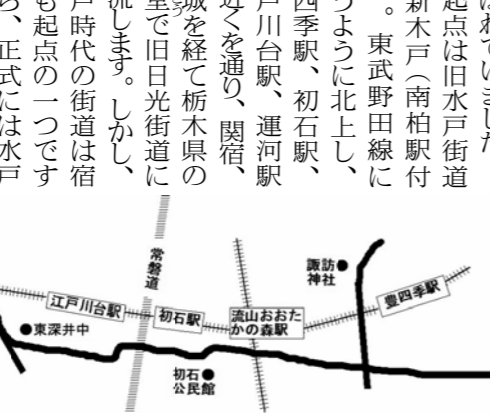 ばれていました
起点は旧水戸街道
新木戸(南柏駅付
。東武野田線に
うように北上し、
四季駅、初石駅、
戸川台駅、運河駅
近くを通り、関宿、
城を経て栃木県の
室で旧日光街道に
流します。しかし、
戸時代の街道は宿
も起点の一つです
ら、正式には水戸
常磐道
諏訪
神社
豊四季駅
江戸川台駅
初石駅
流山おおた
かの森駅
東深井中
初石
公民館